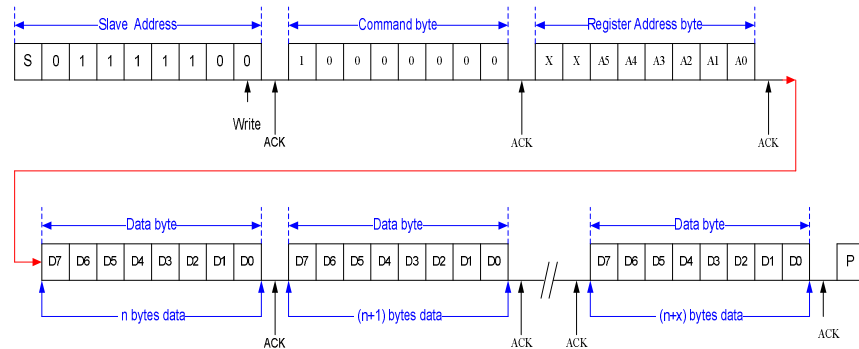 Slave Address Command byte Register Address byte
S 0 1 1 1 1 1 0 0 1 0 0 0 0 0 0 0 X X A5 A4 A3 A2 A1 A0
Write
ACK ACK ACK
Data byte Data byte Data byte
D7 D6 D5 D4 D3 D2 D1 D0 D7 D6 D5 D4 D3 D2 D1 D0 // D7 D6 D5 D4 D3 D2 D1 D0 P
n bytes data (n+1) bytes data (n+x) bytes data
ACK ACK ACK ACK